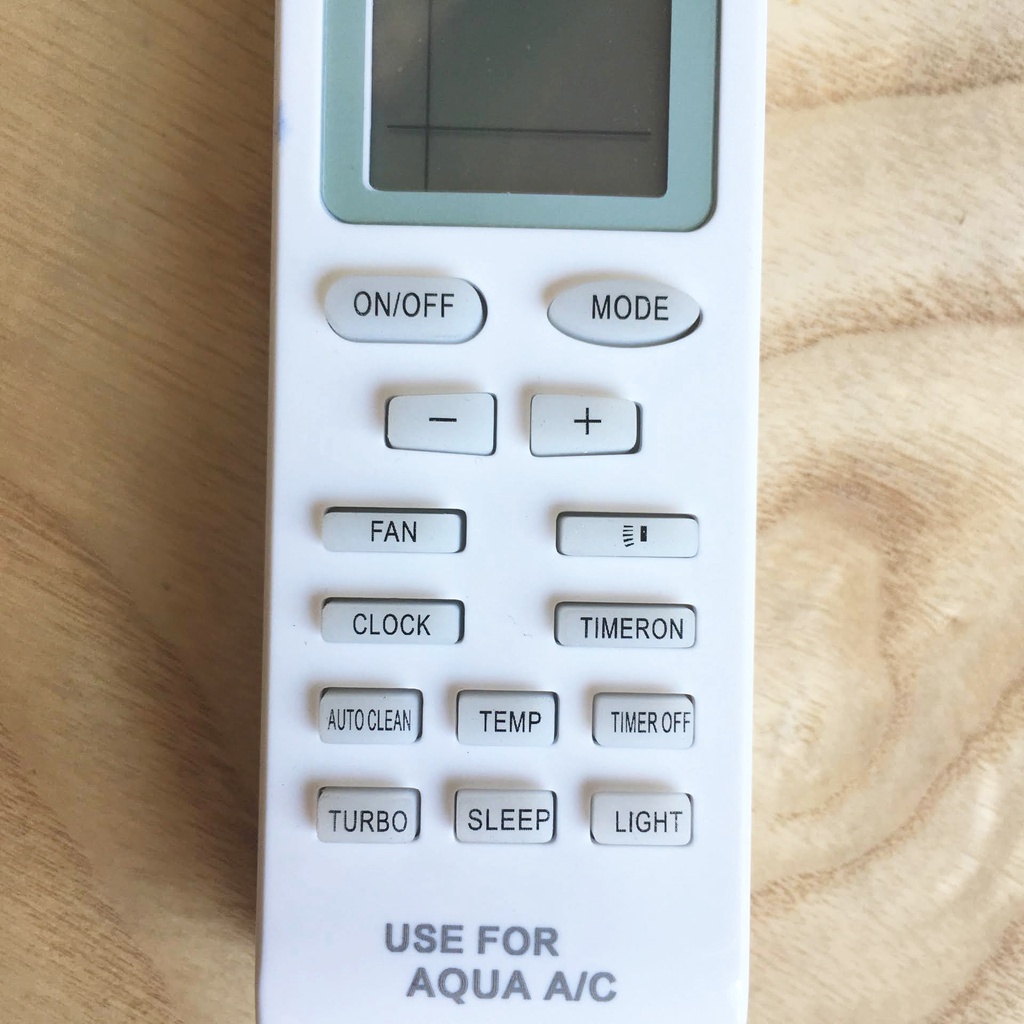 ON/OFF MODE
- +
FAN
CLOCK TIMERON
AUTO CLEAN TEMP TIMER OFF
TURBO SLEEP LIGHT
USE FOR
AQUA A/C